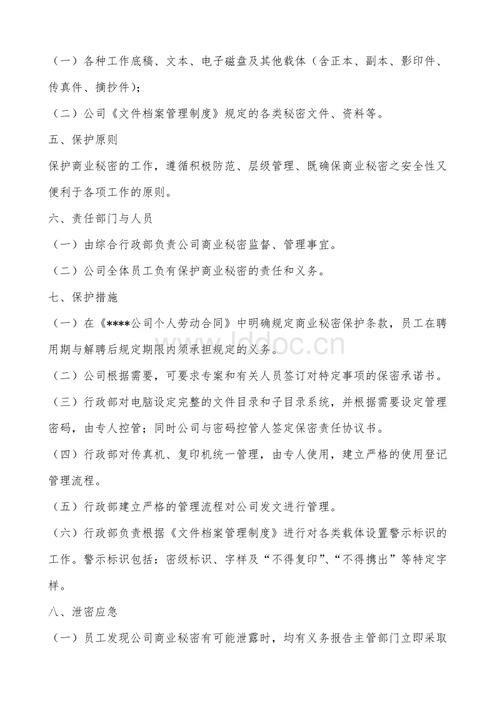 （一）各种工作底稿、文本、电子磁盘及其他载体（含正本、副本、影印件、
传真件、摘抄件）；
（二）公司《文件档案管理制度》规定的各类秘密文件、资料等。
五、保护原则
保护商业秘密的工作，遵循积极防范、层级管理、既确保商业秘密之安全性又
便利于各项工作的原则。
六、责任部门与人员
（一）由综合行政部负责公司商业秘密监督、管理事宜。
（二）公司全体员工负有保护商业秘密的责任和义务。
七、保护措施
（一）在《****公司个人劳动合同》中明确规定商业秘密保护条款，员工在聘
用期与解聘后规定期限内须承担规定的义务。
www.lddoc.cn
（二）公司根据需要，可要求专案和有关人员签订对特定事项的保密承诺书。
（三）行政部对电脑设定完整的文件目录和子目录系统，并根据需要设定管理
密码，由专人控管；同时公司与密码控管人签定保密责任协议书。
（四）行政部对传真机、复印机统一管理，由专人使用，建立严格的使用登记
管理流程。
（五）行政部建立严格的管理流程对公司发文进行管理。
（六）行政部负责根据《文件档案管理制度》进行对各类载体设置警示标识的
工作。警示标识包括：密级标识、字样及“不得复印”、“不得携出”等特定字
样。
八、泄密应急
（一）员工发现公司商业秘密有可能泄露时，均有义务报告主管部门立即采取